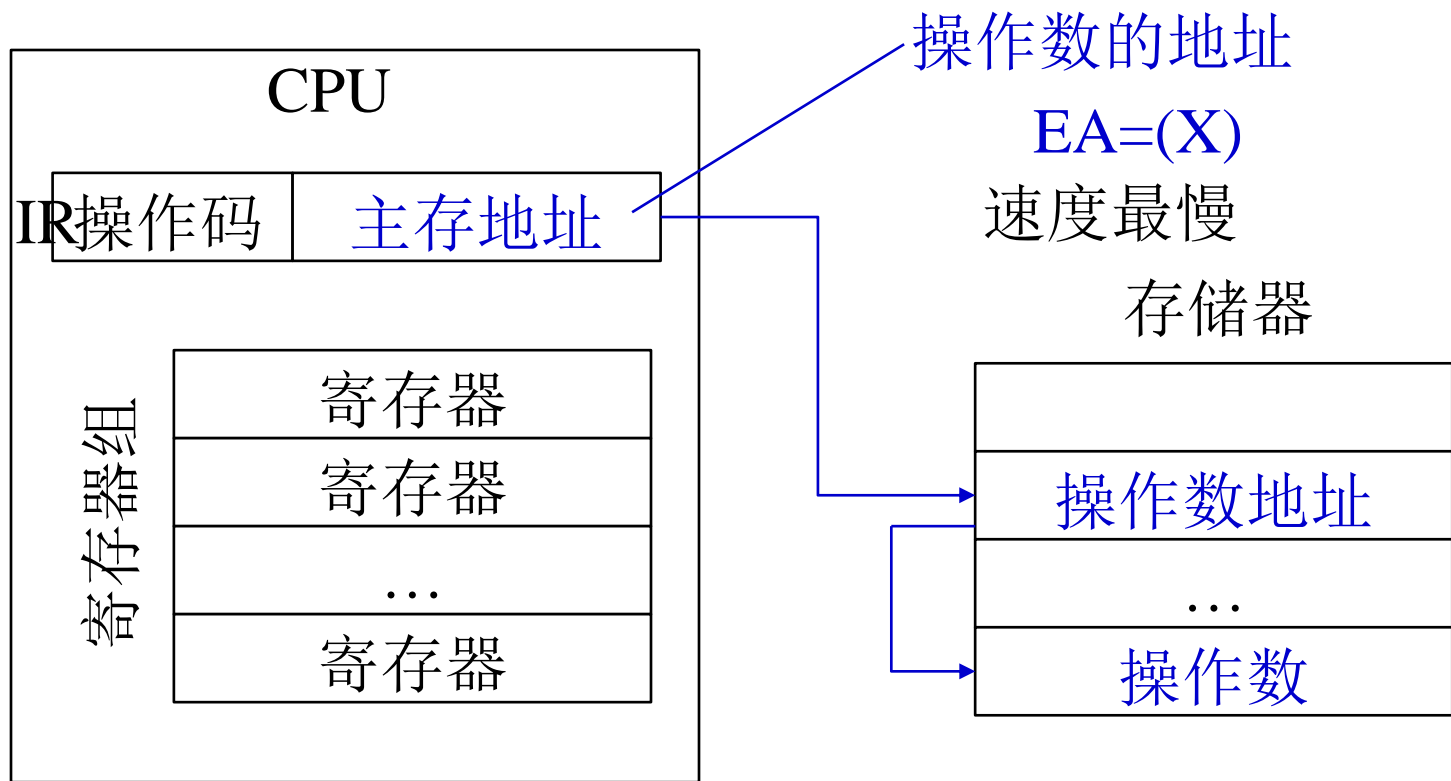 操作数的地址
CPU
EA=(X)
速度最慢
IR
操作码
主存地址
存储器
寄存器组
寄存器
寄存器
…
寄存器
操作数地址
…
操作数